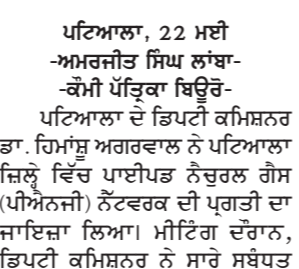 ਪਟਿਆਲਾ, 22 ਮਈ
-ਅਮਰਜੀਤ ਸਿੰਘ ਲਾਂਬਾ-
-ਕੌਮੀ ਪੱਤ੍ਰਿਕਾ ਬਿਊਰੋ-
ਪਟਿਆਲਾ ਦੇ ਡਿਪਟੀ ਕਮਿਸ਼ਨਰ
ਡਾ. ਹਿਮਾਂਸ਼ੂ ਅਗਰਵਾਲ ਨੇ ਪਟਿਆਲਾ
ਜ਼ਿਲ੍ਹੇ ਵਿੱਚ ਪਾਈਪਡ ਨੈਚੁਰਲ ਗੈਸ
(ਪੀਐਨਜੀ) ਨੈੱਟਵਰਕ ਦੀ ਪ੍ਰਗਤੀ ਦਾ
ਜਾਇਜ਼ਾ ਲਿਆ। ਮੀਟਿੰਗ ਦੌਰਾਨ,
ਡਿਪਟੀ ਕਮਿਸ਼ਨਰ ਨੇ ਸਾਰੇ ਸਬੰਧਤ